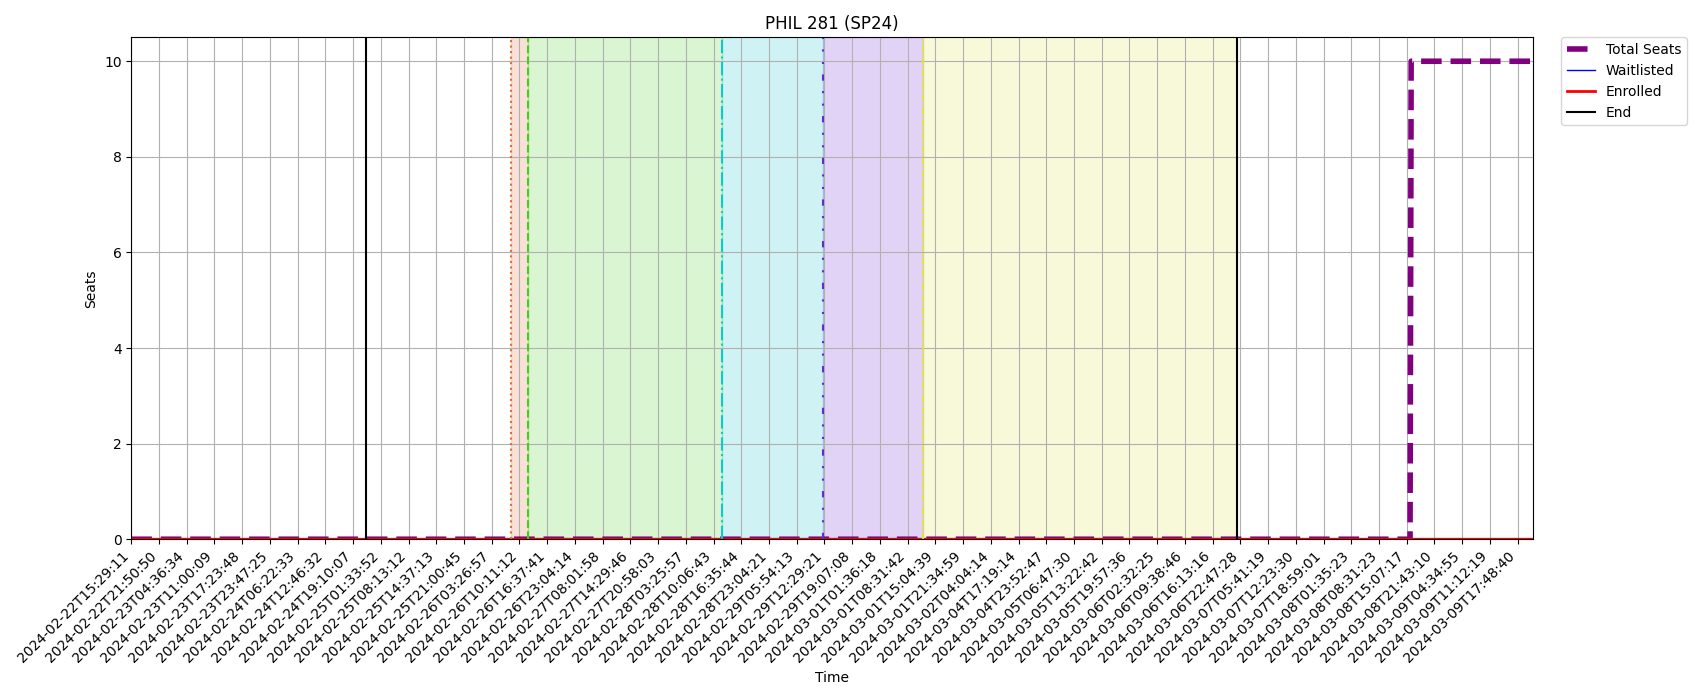 PHIL 281 (SP24)
Total Seats
Waitlisted
Enrolled
End
10
8
6
4
2
0
Seats
2024-02-22T15:29:11
2024-02-22T21:50:50
2024-02-23T04:36:34
2024-02-23T11:00:09
2024-02-23T17:23:48
2024-02-23T23:47:25
2024-02-24T06:22:33
2024-02-24T12:46:32
2024-02-24T19:10:07
2024-02-25T01:33:52
2024-02-25T08:13:12
2024-02-25T14:37:13
2024-02-25T21:00:45
2024-02-26T03:26:57
2024-02-26T10:11:12
2024-02-26T16:37:41
2024-02-26T23:04:14
2024-02-27T08:01:58
2024-02-27T14:29:46
2024-02-27T20:58:03
2024-02-28T03:25:57
2024-02-28T10:06:43
2024-02-28T16:35:44
2024-02-28T23:04:21
2024-02-29T05:54:13
2024-02-29T12:29:21
2024-02-29T19:07:08
2024-03-01T01:36:18
2024-03-01T08:31:42
2024-03-01T15:04:39
2024-03-01T21:34:59
2024-03-02T04:04:14
2024-03-04T17:19:14
2024-03-04T23:52:47
2024-03-05T06:47:30
2024-03-05T13:22:42
2024-03-05T19:57:36
2024-03-06T02:32:25
2024-03-06T09:38:46
2024-03-06T16:13:16
2024-03-06T22:47:28
2024-03-07T05:41:19
2024-03-07T12:23:30
2024-03-07T18:59:01
2024-03-08T01:35:23
2024-03-08T08:31:23
2024-03-08T15:07:17
2024-03-08T21:43:10
2024-03-09T04:34:55
2024-03-09T11:12:19
2024-03-09T17:48:40
Time